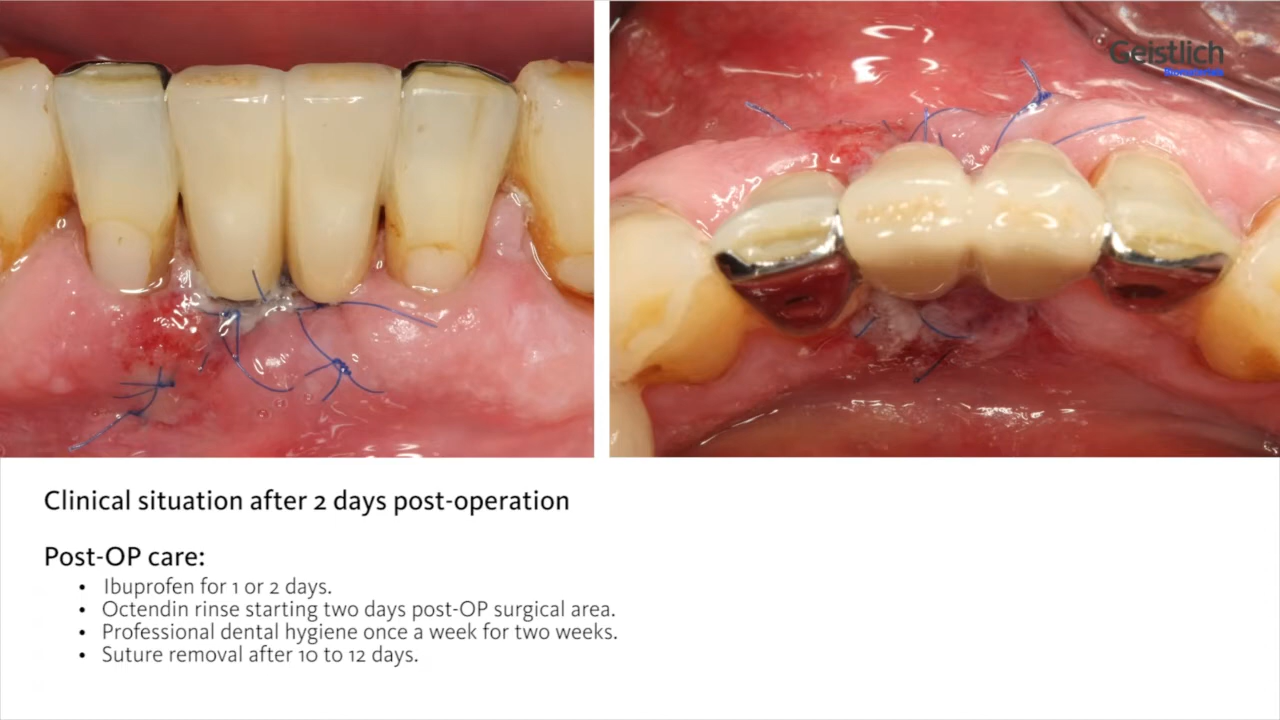 Geistlich
Biomaterials
Clinical situation after 2 days post-operation
Post-OP care:
• Ibuprofen for 1 or 2 days.
• Octendin rinse starting two days post-OP surgical area.
• Professional dental hygiene once a week for two weeks.
• Suture removal after 10 to 12 days.